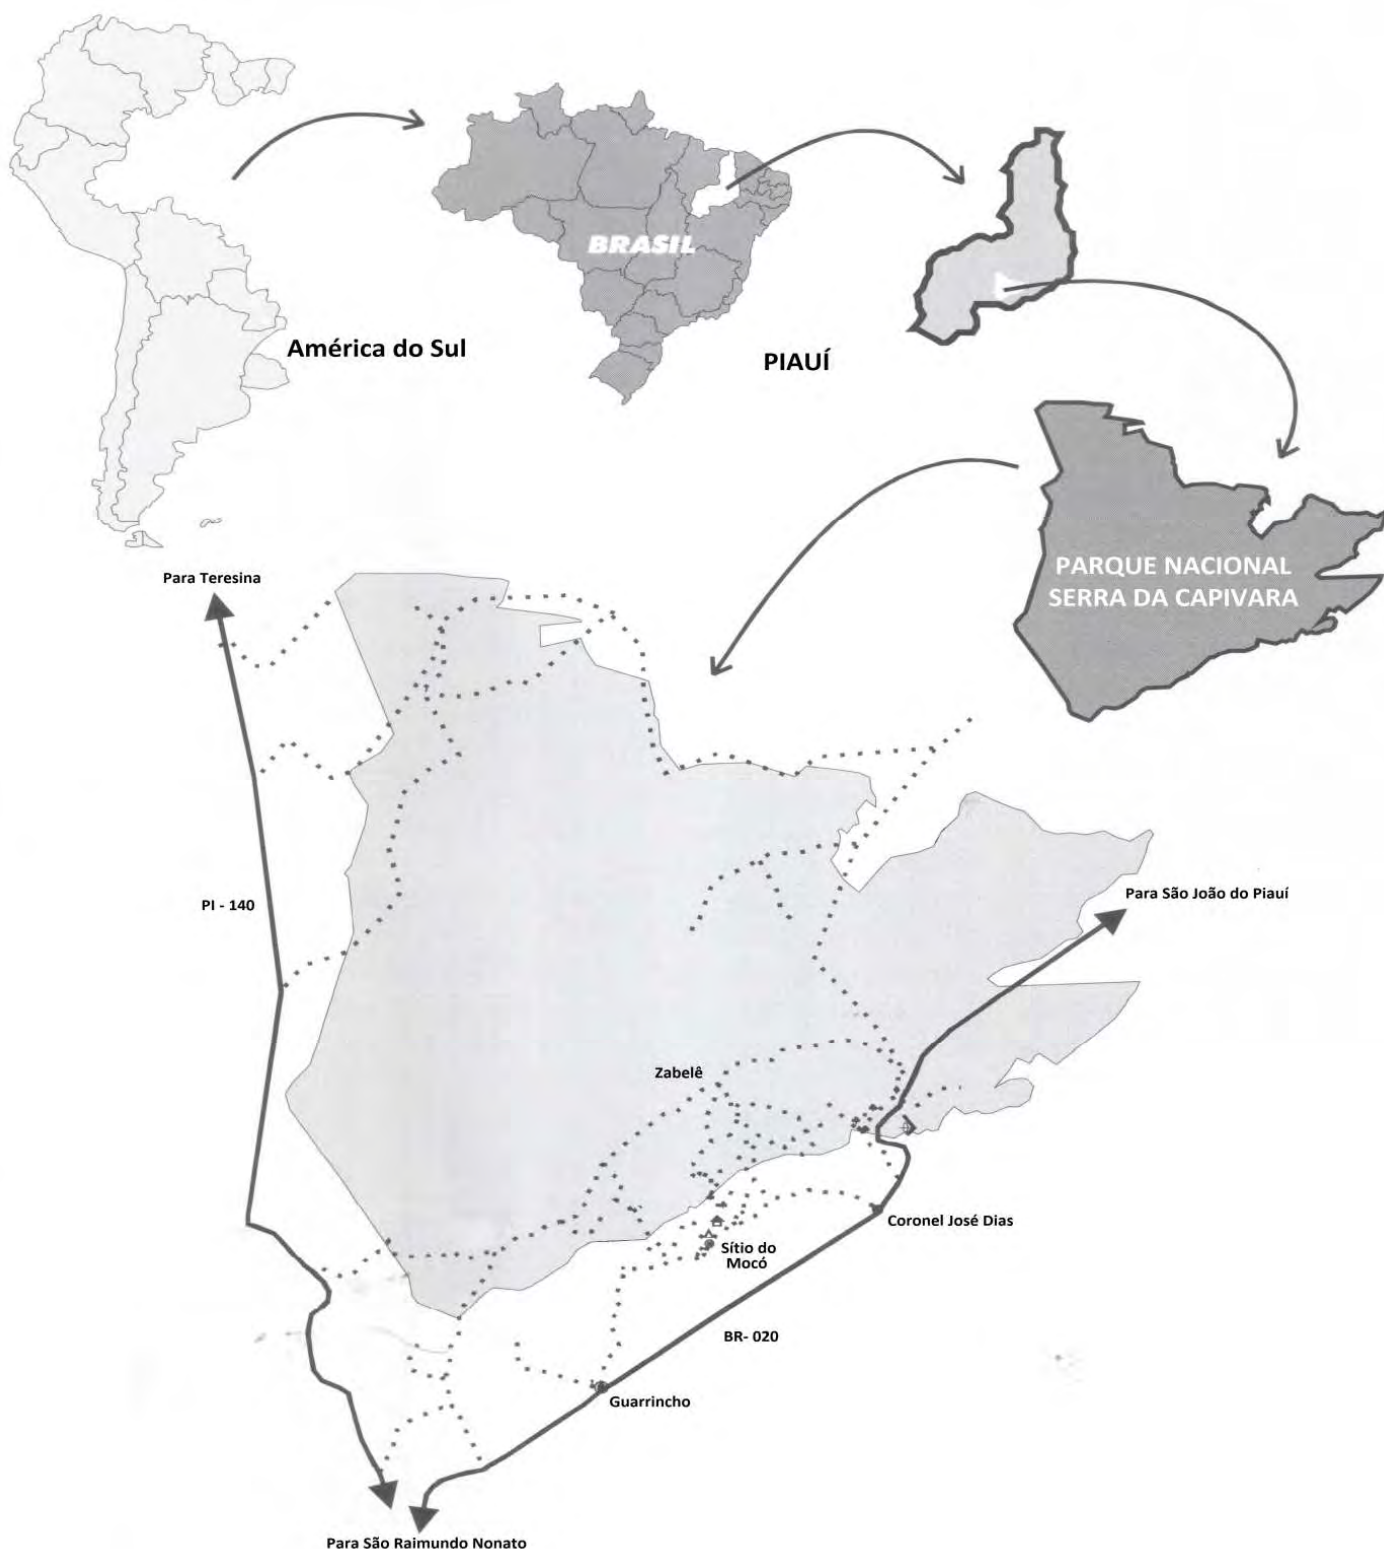 BRASIL
América do Sul
PIAUÍ
PARQUE NACIONAL
SERRA DA CAPIVARA
Para Teresina
PI - 140
Para São João do Piauí
Zabelê
Coronel José Dias
Sítio do
Mocó
BR- 020
Guarrincho
Para São Raimundo Nonato